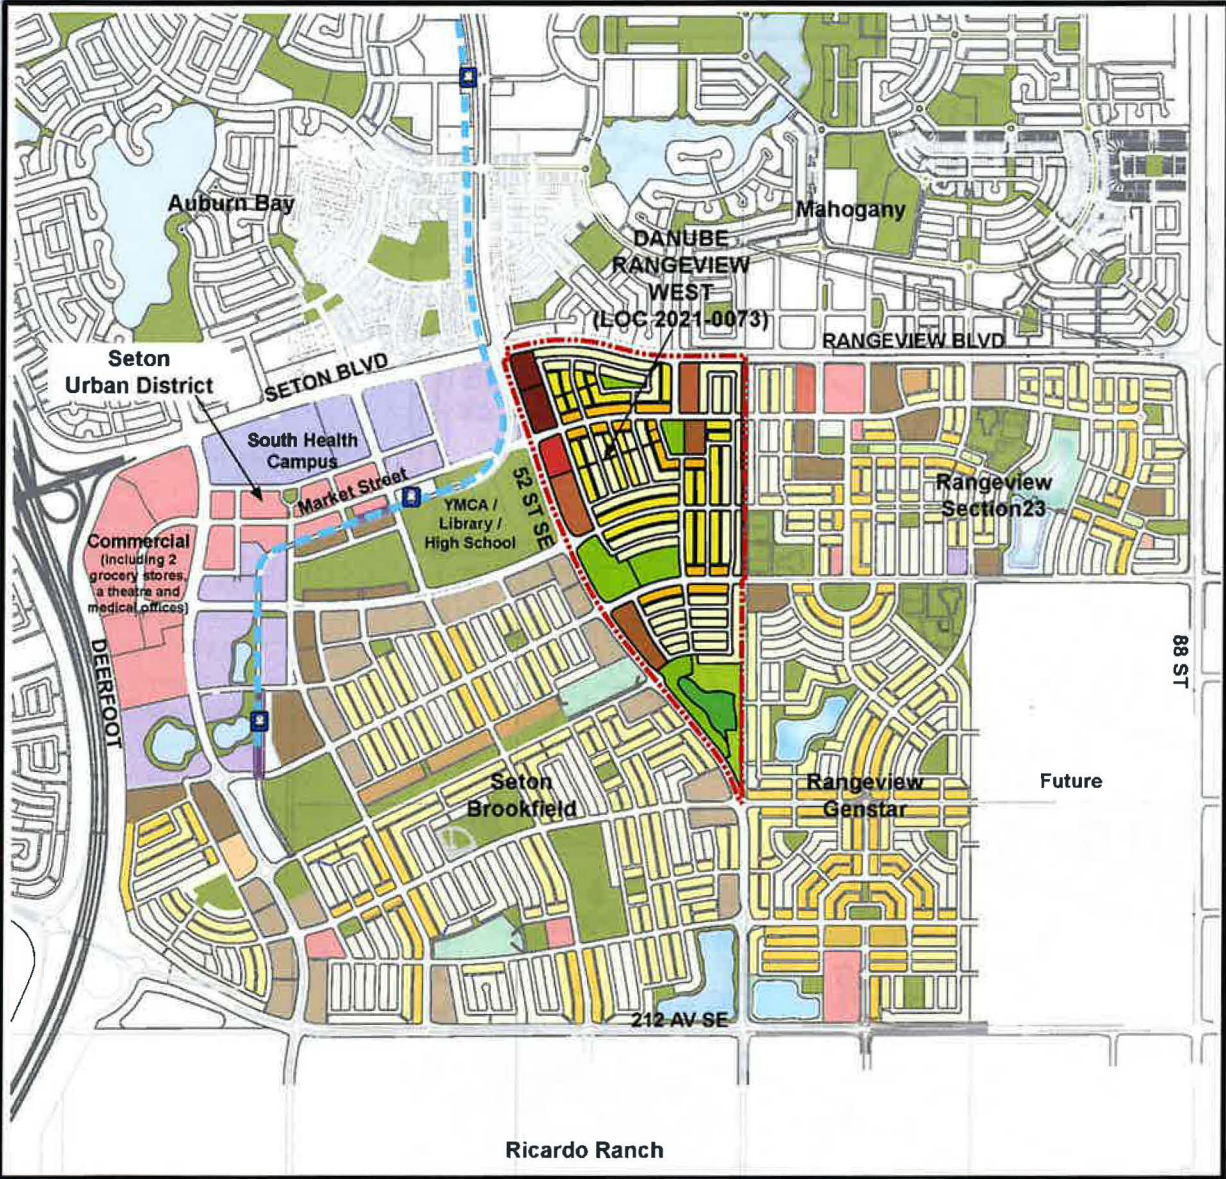 Auburn Bay
Mahogany
DANUBE
RANGEVIEW
WEST
(LOC 2021-0073)
RANGEVIEW BLVD
Seton
Urban District
SETON BLVD
South Health
Campus
Market Street
52 ST SE
YMCA /
Library /
High School
Rangeview
Section23
Commercial
(including 2
grocery stores,
a theatre and
medical offices)
DEERFOOT
88 ST
Seton
Brookfield
Rangeview
Genstar
Future
212 AV SE
Ricardo Ranch